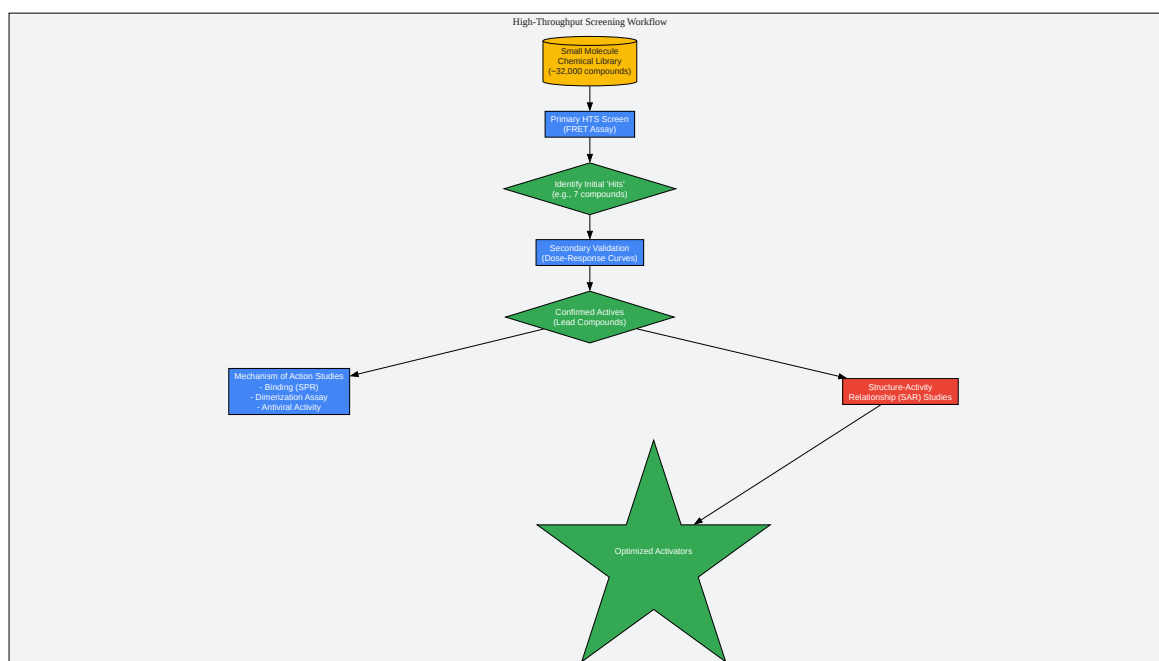 High-Throughput Screening Workflow
Small Molecule
Chemical Library
(~32,000 compounds)
Primary HTS Screen
(FRET Assay)
Identify Initial 'Hits'
(e.g., 7 compounds)
Secondary Validation
(Dose-Response Curves)
Confirmed Actives
(Lead Compounds)
Mechanism of Action Studies
- Binding (SPR)
- Dimerization Assay
- Antiviral Activity
Structure-Activity
Relationship (SAR) Studies
Optimized Activators